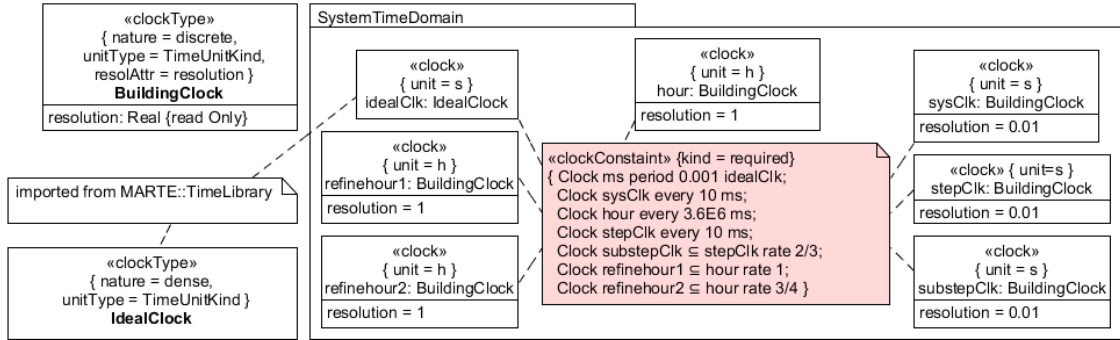 «clockType»
{ nature = discrete,
unitType = TimeUnitKind,
resolAttr = resolution }
BuildingClock
resolution: Real {read Only}
imported from MARTE::TimeLibrary
«clockType»
{ nature = dense,
unitType = TimeUnitKind }
IdealClock
SystemTimeDomain
«clock»
{ unit = s }
idealClk: IdealClock
«clock»
{ unit = h }
refinehour1: BuildingClock
resolution = 1
«clock»
{ unit = h }
refinehour2: BuildingClock
resolution = 1
«clock»
{ unit = h }
hour: BuildingClock
resolution = 1
«clockConstaint» {kind = required}
{ Clock ms period 0.001 idealClk;
Clock sysClk every 10 ms;
Clock hour every 3.6E6 ms;
Clock stepClk every 10 ms;
Clock substepClk ⊆ stepClk rate 2/3;
Clock refinehour1 ⊆ hour rate 1;
Clock refinehour2 ⊆ hour rate 3/4 }
«clock»
{ unit = s }
sysClk: BuildingClock
resolution = 0.01
«clock» { unit=s }
stepClk: BuildingClock
resolution = 0.01
«clock»
{ unit = s }
substepClk: BuildingClock
resolution = 0.01